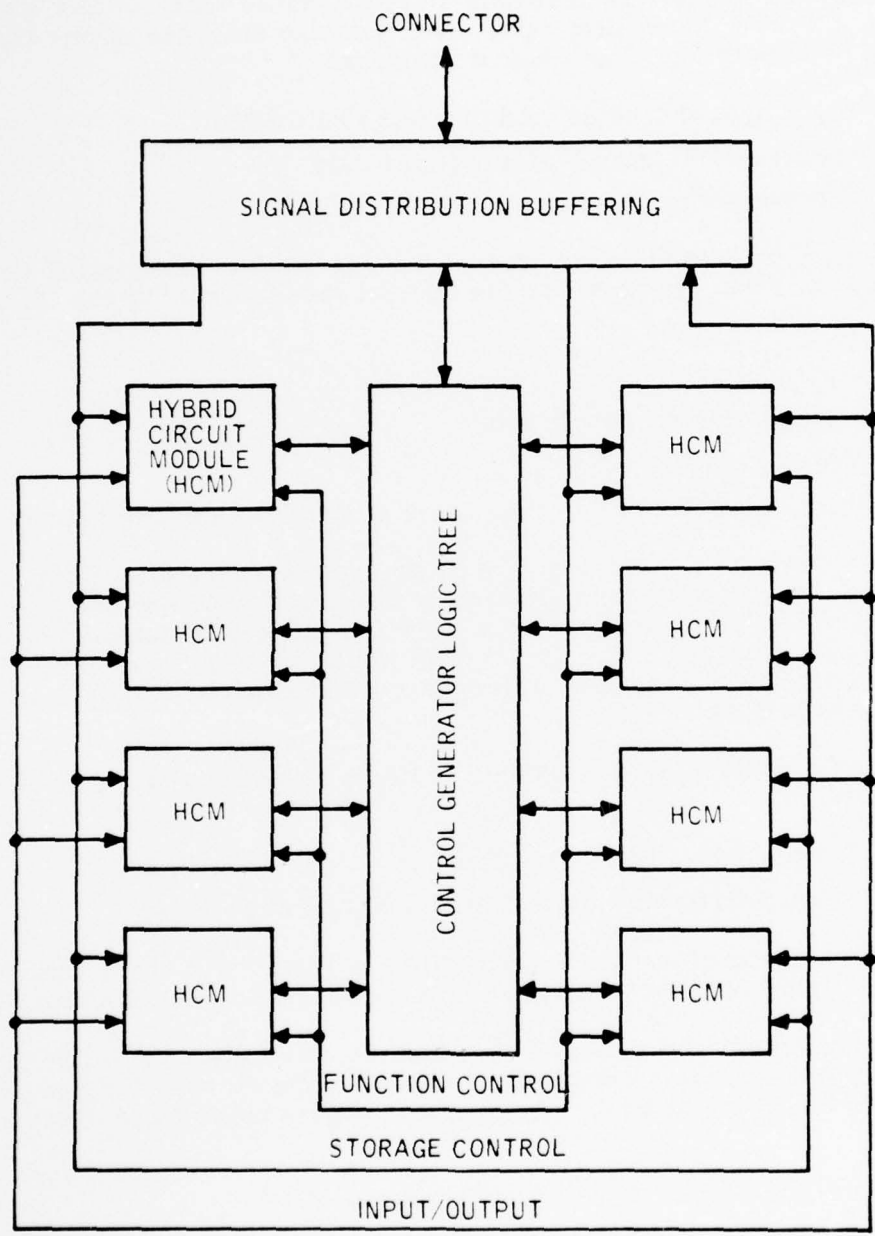 CONNECTOR
SIGNAL DISTRIBUTION BUFFERING
HYBRID
CIRCUIT
MODULE
(HCM)
HCM
HCM
HCM
HCM
HCM
HCM
HCM
CONTROL GENERATOR LOGIC TREE
FUNCTION CONTROL
STORAGE CONTROL
INPUT/OUTPUT